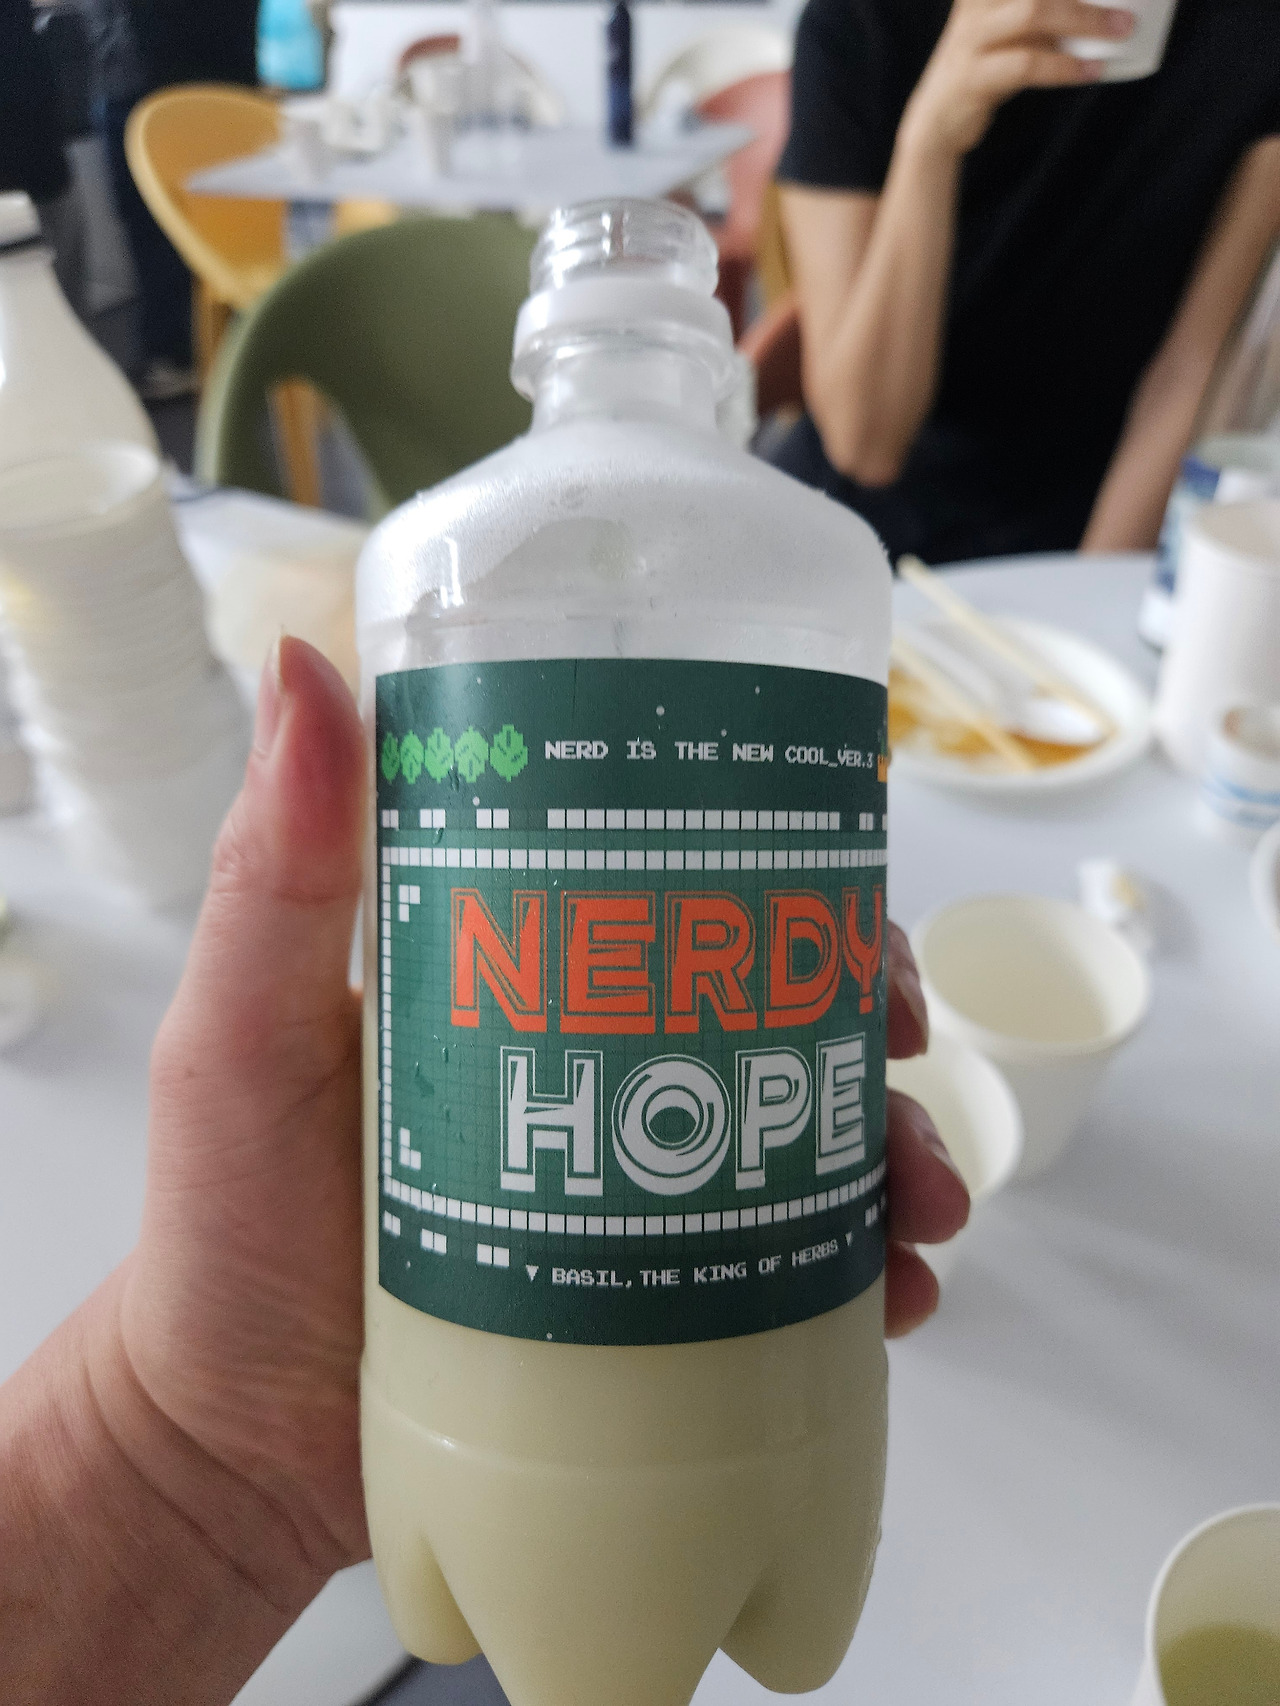 NERD IS THE NEW COOL_VER.3
NERDY
HOPE
▼ BASIL, THE KING OF HERBS ▼